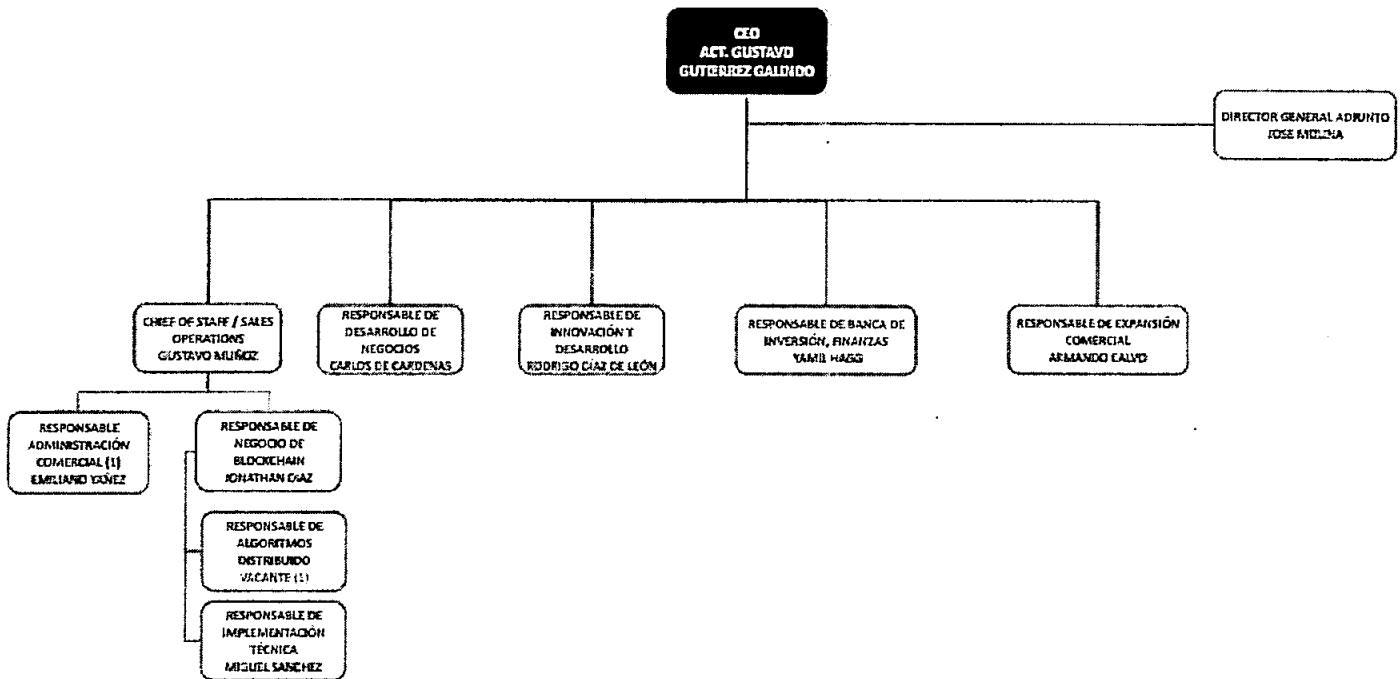 CEO
ACT. GUSTAVO
GUTIERREZ GALINDO
DIRECTOR GENERAL ADJUNTO
JOSE MOLINA
CHIEF OF STAFF / SALES
OPERATIONS
GUSTAVO MUÑOZ
RESPONSABLE DE
DESARROLLO DE
NEGOCIOS
CARLOS DE CARDENAS
RESPONSABLE DE
INNOVACIÓN Y
DESARROLLO
RODRIGO DÍAZ DE LEÓN
RESPONSABLE DE BANCA DE
INVERSIÓN, FINANZAS
YAMIL HAGG
RESPONSABLE DE EXPANSIÓN
COMERCIAL
ARMANDO CALVO
RESPONSABLE
ADMINISTRACIÓN
COMERCIAL (1)
EMILIANO YAÑEZ
RESPONSABLE DE
NEGOCIO DE
BLOCKCHAIN
JONATHAN DIAZ
RESPONSABLE DE
ALGORITMOS
DISTRIBUIDO
VACANTE (1)
RESPONSABLE DE
IMPLEMENTACIÓN
TÉCNICA
MIGUEL SANCHEZ